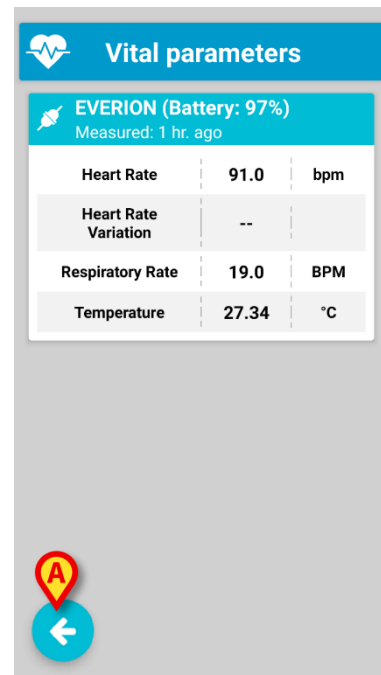 Vital parameters
EVERION (Battery: 97%)
Measured: 1 hr. ago
Heart Rate 91.0 bpm
Heart Rate
Variation --
Respiratory Rate 19.0 BPM
Temperature 27.34 °C
A